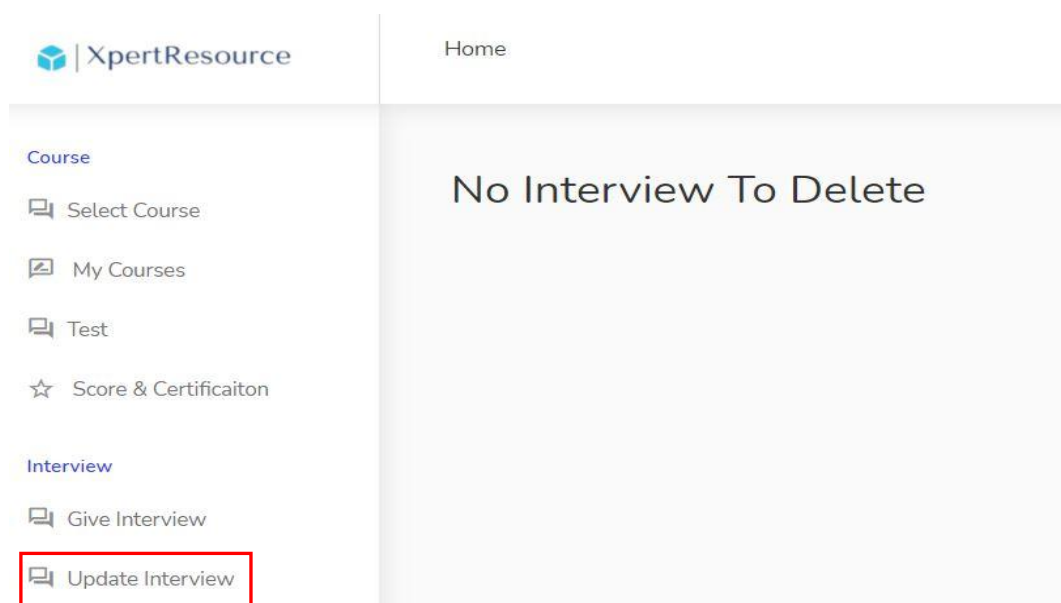 XpertResource
Home
Course
Select Course
My Courses
Test
Score & Certificaiton
Interview
Give Interview
Update Interview
No Interview To Delete